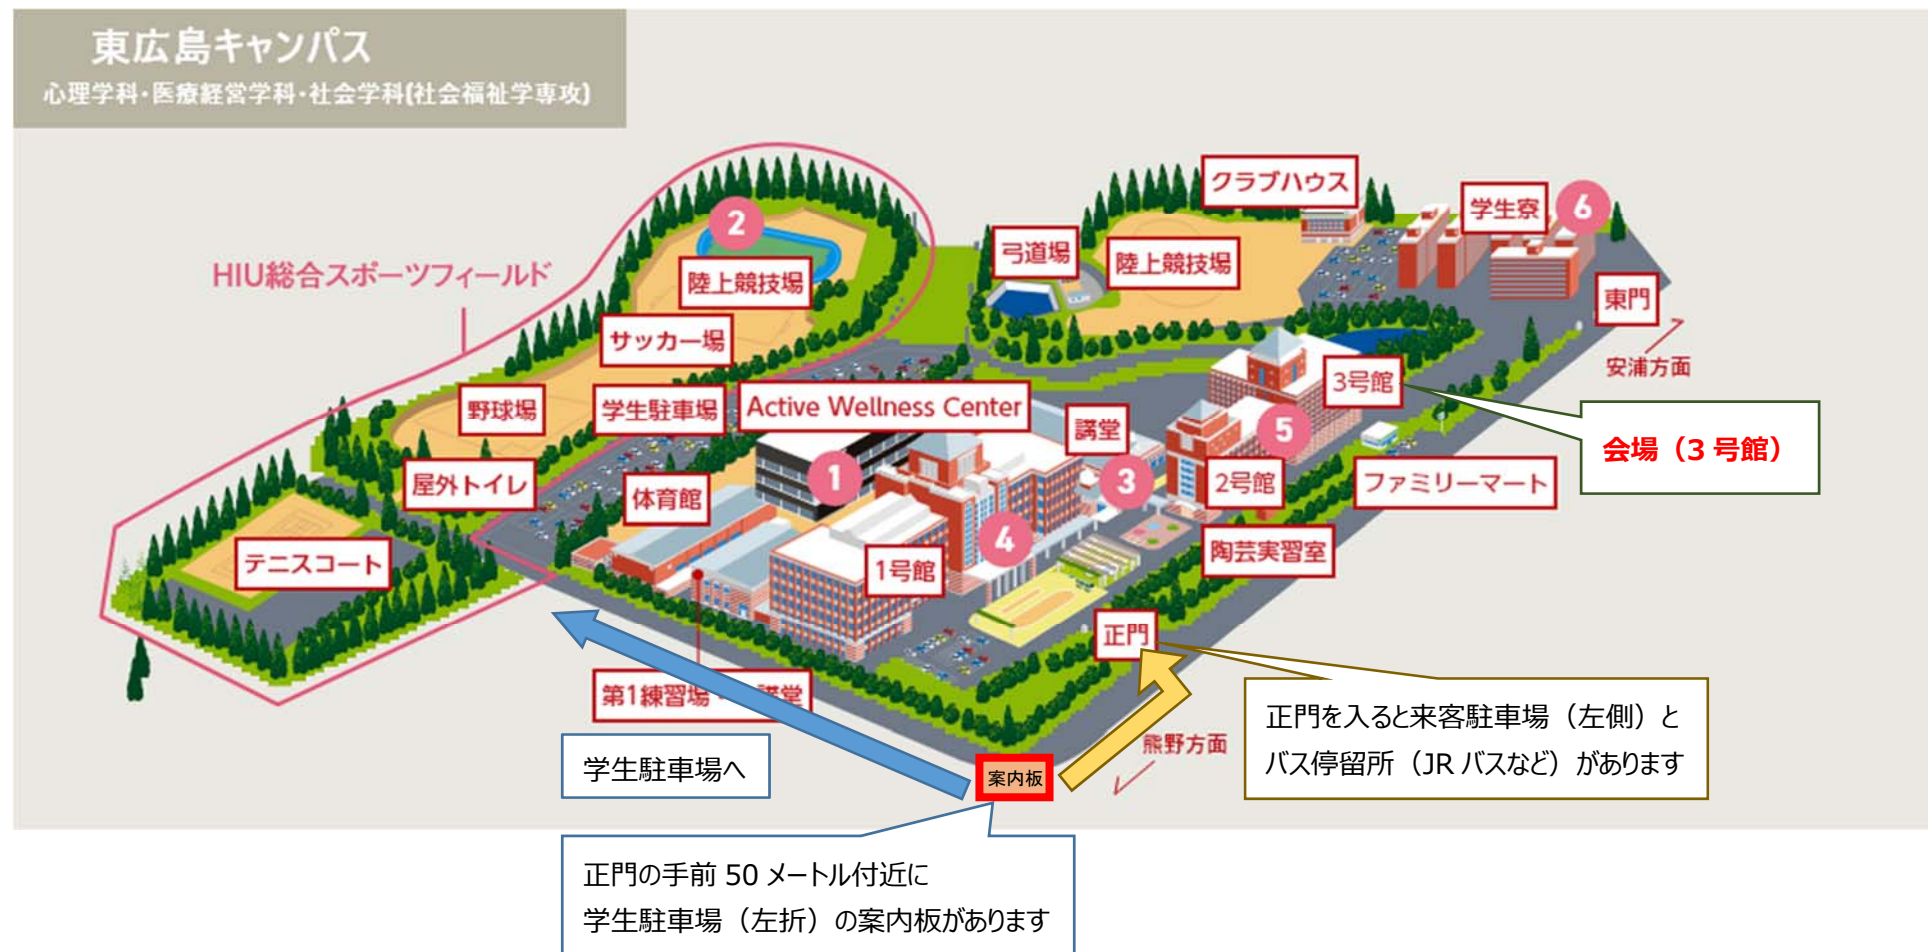 東広島キャンパス
心理学科・医療経営学科・社会学科(社会福祉学専攻)
クラブハウス
学生寮
6
2
弓道場
陸上競技場
HIU総合スポーツフィールド
陸上競技場
東門
サッカー場
安浦方面
3号館
野球場
学生駐車場
Active Wellness Center
講堂
5
会場（3 号館）
屋外トイレ
体育館
1
3
2号館
ファミリーマート
テニスコート
1号館
4
陶芸実習室
正門
第1練習場
講堂
正門を入ると来客駐車場（左側）と
バス停留所（JR バスなど）があります
熊野方面
学生駐車場へ
案内板
正門の手前 50 メートル付近に
学生駐車場（左折）の案内板があります